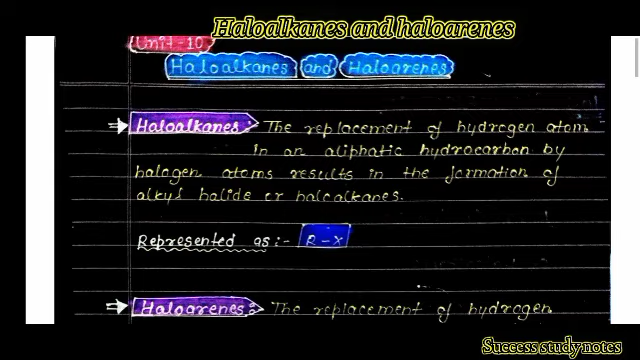 Haloalkanes and haloarenes
Unit-10
Haloalkanes and Haloarenes
Haloalkanes: The replacement of hydrogen atom
In an aliphatic hydrocarbon by
halogen atoms results in the formation of
alkyl halide or haloalkanes.
Represented as:- R-X
Haloarenes: The replacement of hydrogen
Success study notes